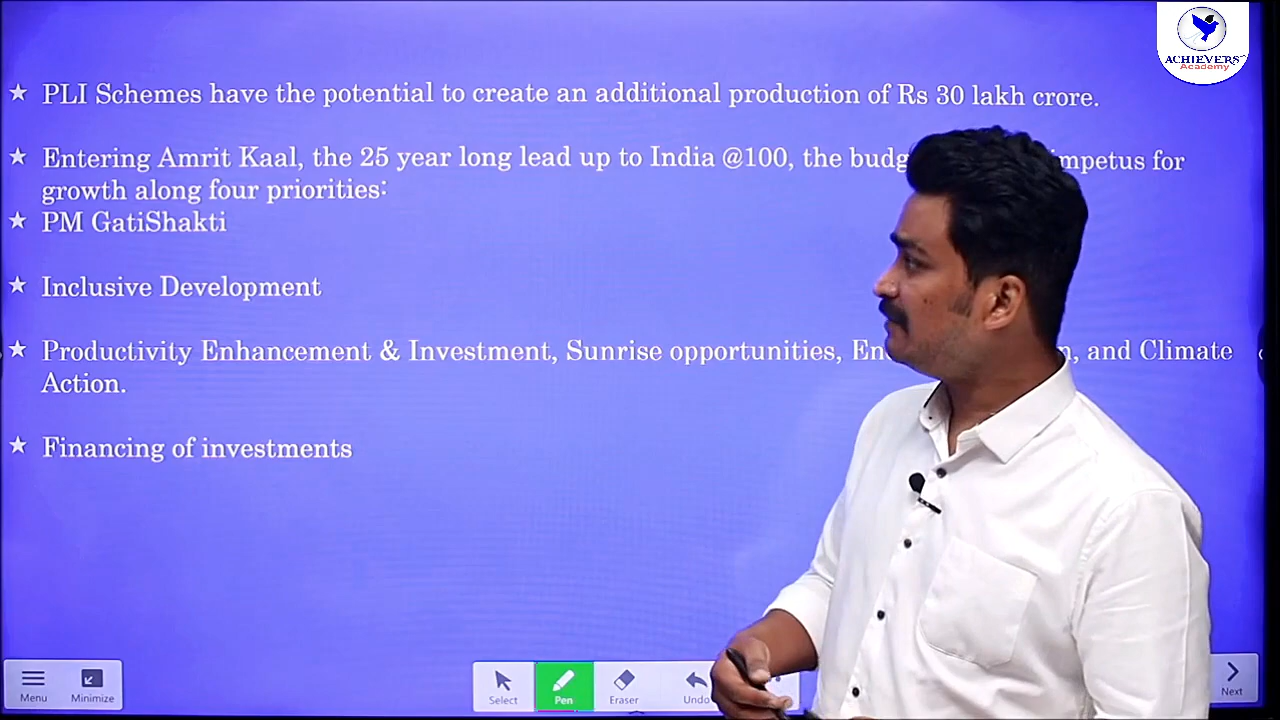 ACHIEVERS
Academy
★ PLI Schemes have the potential to create an additional production of Rs 30 lakh crore.
★ Entering Amrit Kaal, the 25 year long lead up to India @100, the impetus for
growth along four priorities:
★ PM GatiShakti
★ Inclusive Development
★ Productivity Enhancement & Investment, Sunrise opportunities, and Climate
Action.
★ Financing of investments
Menu
Minimize
Select
Pen
Eraser
Undo
Next